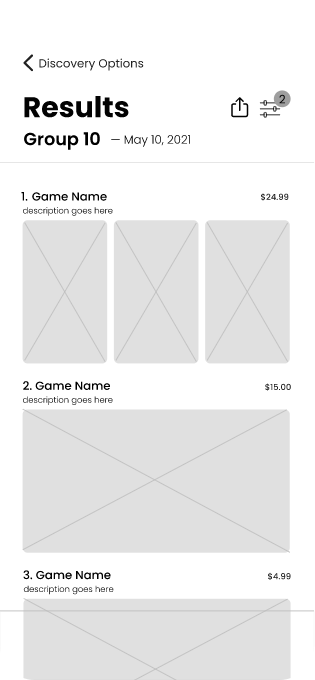 Discovery Options
Results
2
Group 10 — May 10, 2021
1. Game Name $24.99
description goes here
2. Game Name $15.00
description goes here
3. Game Name $4.99
description goes here